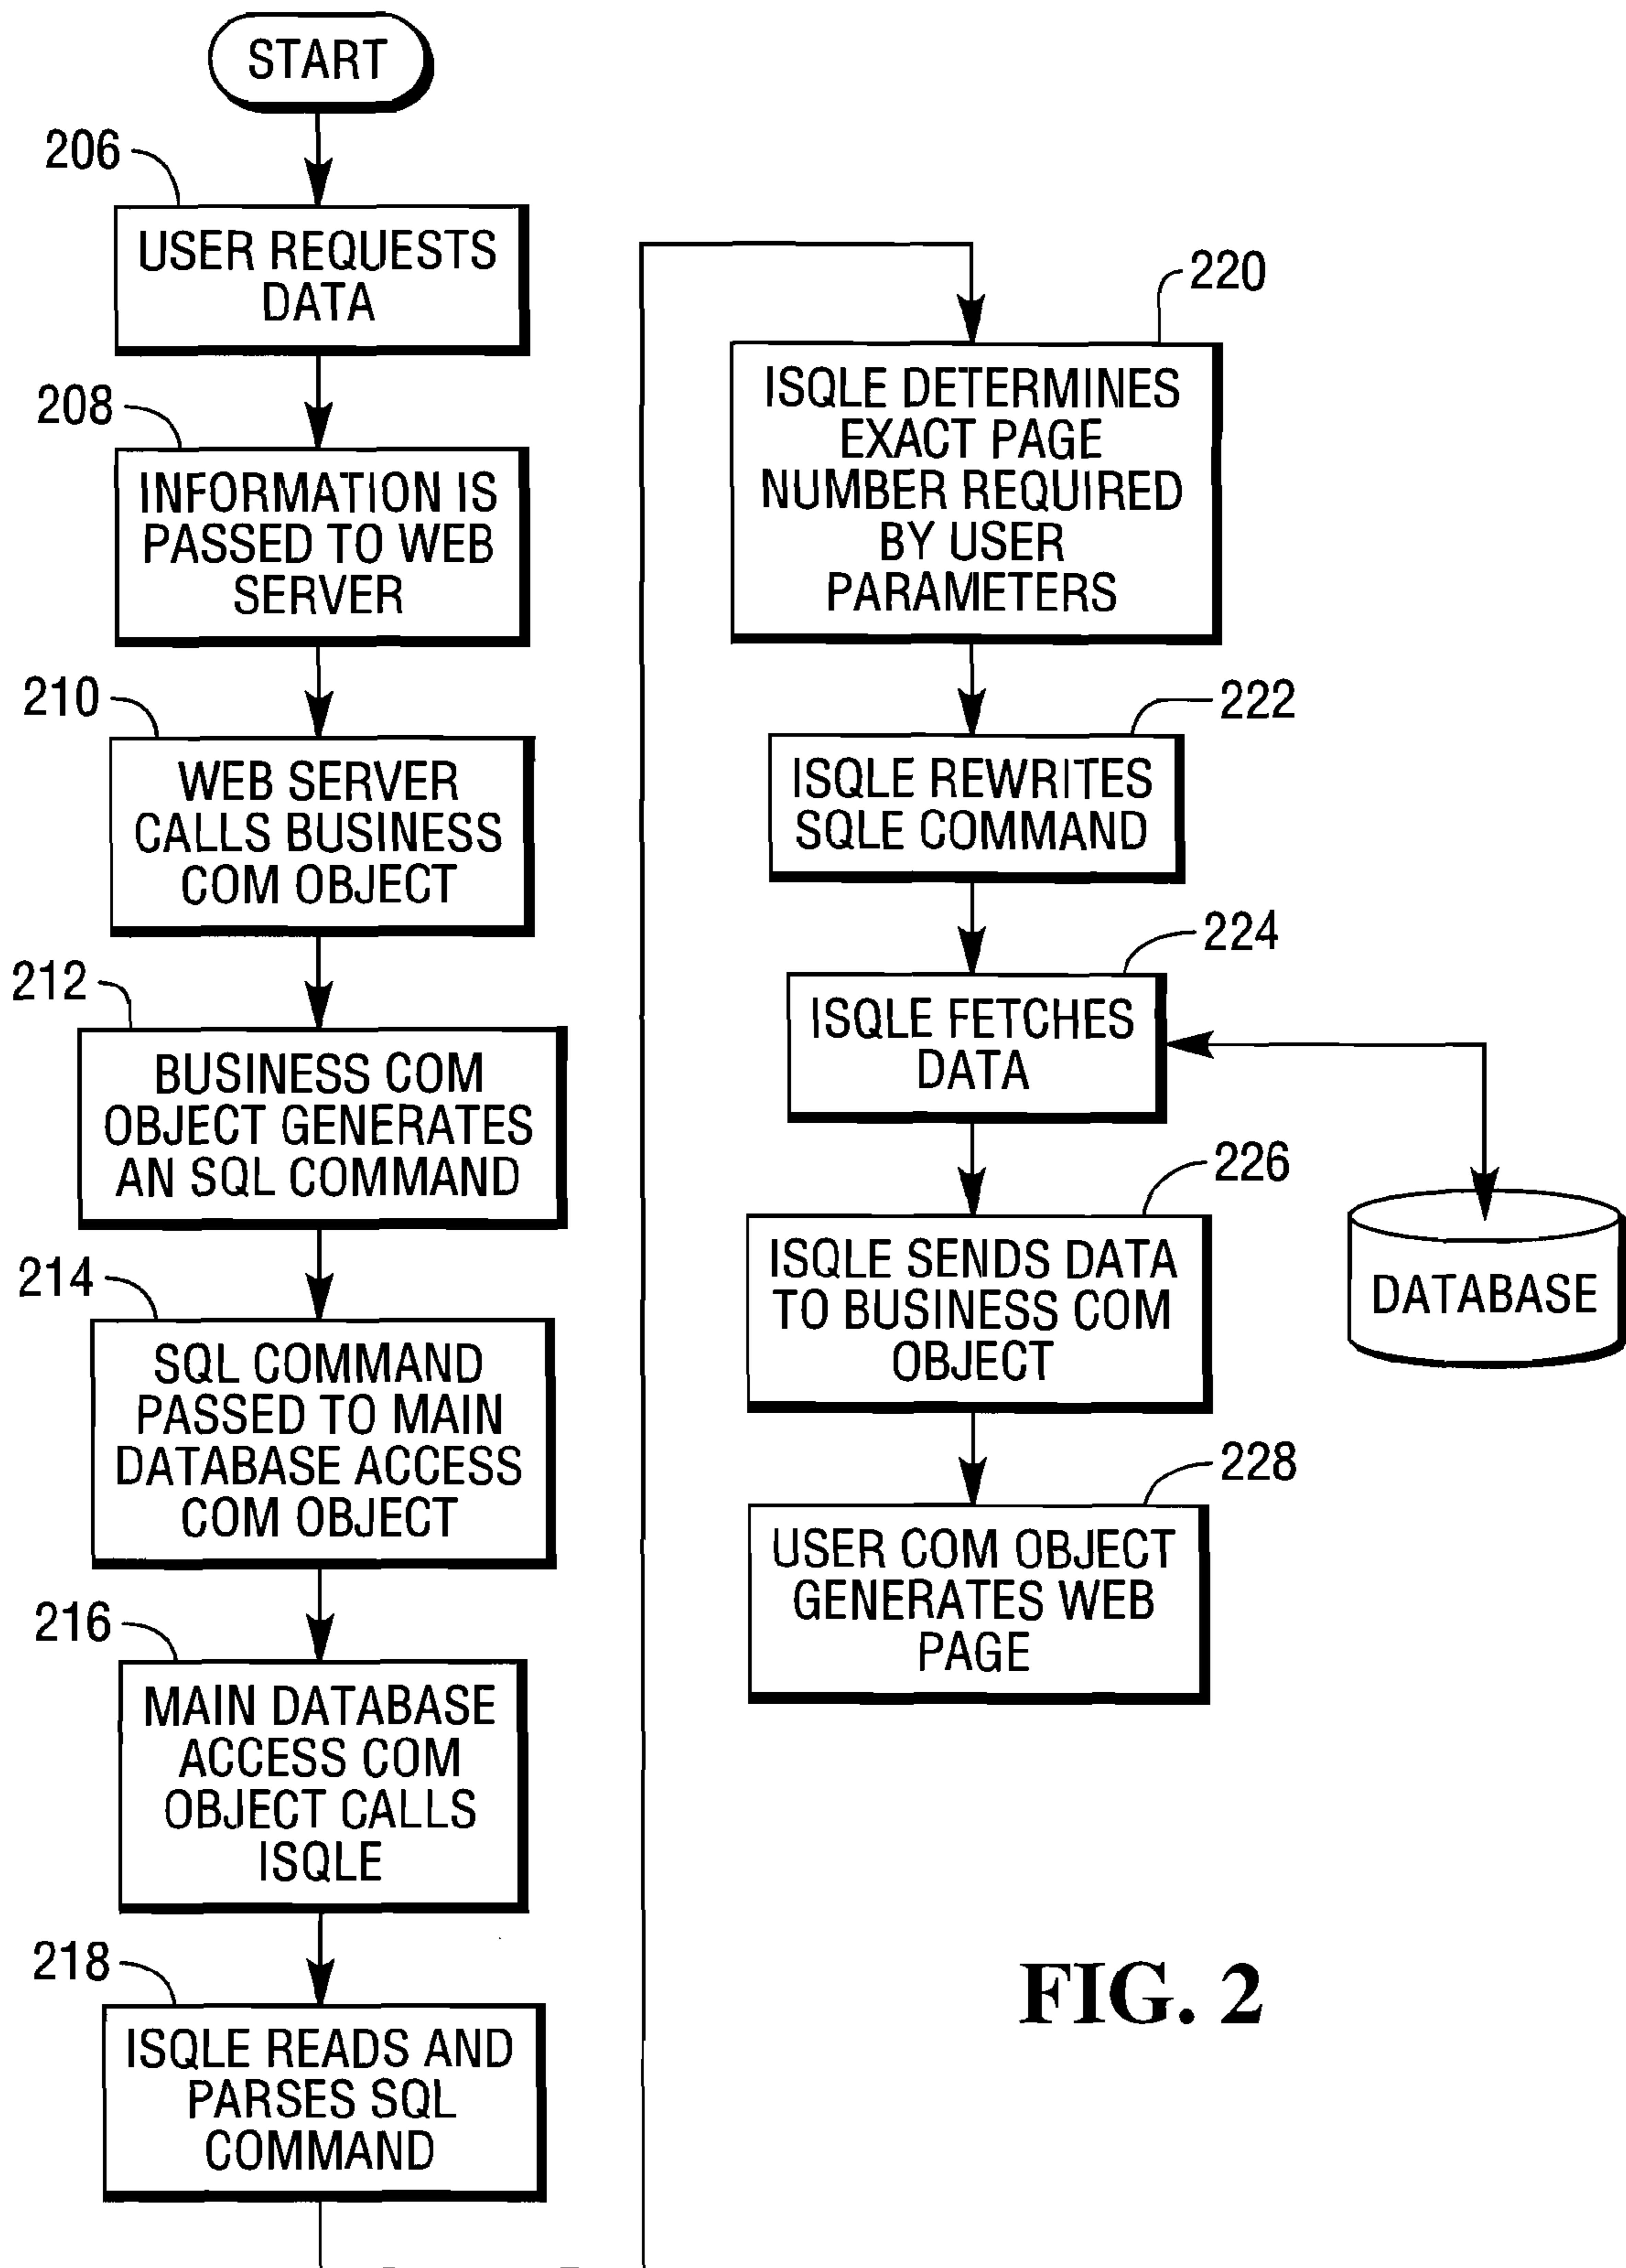 START
206
USER REQUESTS
DATA
208
INFORMATION IS
PASSED TO WEB
SERVER
210
WEB SERVER
CALLS BUSINESS
COM OBJECT
212
BUSINESS COM
OBJECT GENERATES
AN SQL COMMAND
214
SQL COMMAND
PASSED TO MAIN
DATABASE ACCESS
COM OBJECT
216
MAIN DATABASE
ACCESS COM
OBJECT CALLS
ISQLE
218
ISQLE READS AND
PARSES SQL
COMMAND
220
ISQLE DETERMINES
EXACT PAGE
NUMBER REQUIRED
BY USER
PARAMETERS
222
ISQLE REWRITES
SQLE COMMAND
224
ISQLE FETCHES
DATA
DATABASE
226
ISQLE SENDS DATA
TO BUSINESS COM
OBJECT
228
USER COM OBJECT
GENERATES WEB
PAGE
FIG. 2